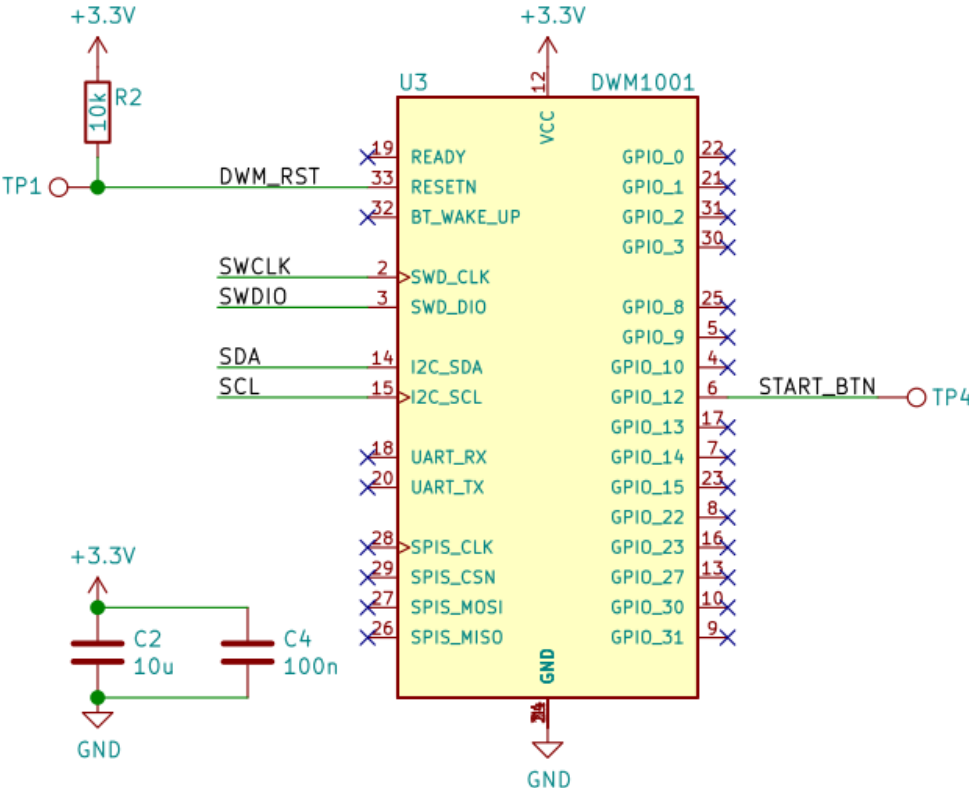 +3.3V
10k
R2
TP1
DWM_RST
SWCLK
SWDIO
SDA
SCL
+3.3V
C2
10u
C4
100n
GND
+3.3V
U3
DWM1001
12
VCC
19 READY
33 RESETN
32 BT_WAKE_UP
2 SWD_CLK
3 SWD_DIO
14 I2C_SDA
15 I2C_SCL
18 UART_RX
20 UART_TX
28 SPIS_CLK
29 SPIS_CSN
27 SPIS_MOSI
26 SPIS_MISO
GPIO_0 22
GPIO_1 21
GPIO_2 31
GPIO_3 30
GPIO_8 25
GPIO_9 5
GPIO_10 4
GPIO_12 6
GPIO_13 17
GPIO_14 7
GPIO_15 23
GPIO_22 8
GPIO_23 16
GPIO_27 13
GPIO_30 10
GPIO_31 9
START_BTN
TP4
GND
GND